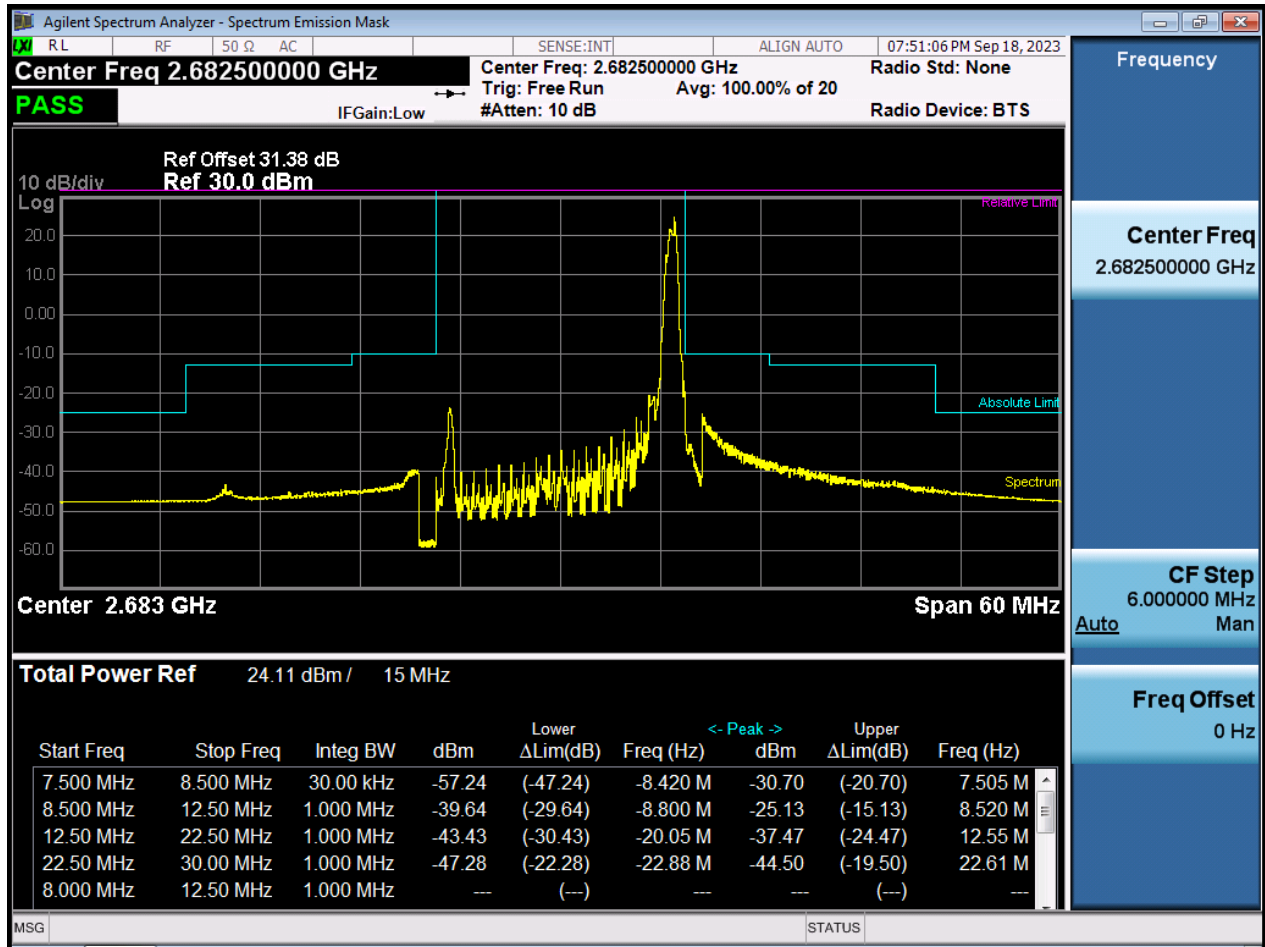 Agilent Spectrum Analyzer - Spectrum Emission Mask
LXI RL RF 50 Ω AC SENSE:INT ALIGN AUTO 07:51:06 PM Sep 18, 2023
Center Freq 2.682500000 GHz
PASS
IFGain:Low
Center Freq: 2.682500000 GHz
Trig: Free Run Avg: 100.00% of 20
#Atten: 10 dB
Radio Std: None
Radio Device: BTS
Ref Offset 31.38 dB
10 dB/div Ref 30.0 dBm
Log
Relative Limit
20.0
10.0
0.00
-10.0
-20.0
Absolute Limit
-30.0
-40.0
Spectrum
-50.0
-60.0
Center 2.683 GHz Span 60 MHz
Total Power Ref 24.11 dBm / 15 MHz
Lower <- Peak -> Upper
Start Freq Stop Freq Integ BW dBm ΔLim(dB) Freq (Hz) dBm ΔLim(dB) Freq (Hz)
7.500 MHz 8.500 MHz 30.00 kHz -57.24 (-47.24) -8.420 M -30.70 (-20.70) 7.505 M
8.500 MHz 12.50 MHz 1.000 MHz -39.64 (-29.64) -8.800 M -25.13 (-15.13) 8.520 M
12.50 MHz 22.50 MHz 1.000 MHz -43.43 (-30.43) -20.05 M -37.47 (-24.47) 12.55 M
22.50 MHz 30.00 MHz 1.000 MHz -47.28 (-22.28) -22.88 M -44.50 (-19.50) 22.61 M
8.000 MHz 12.50 MHz 1.000 MHz --- (---) --- --- (---) ---
MSG STATUS
Frequency
Center Freq
2.682500000 GHz
CF Step
6.000000 MHz
Auto Man
Freq Offset
0 Hz